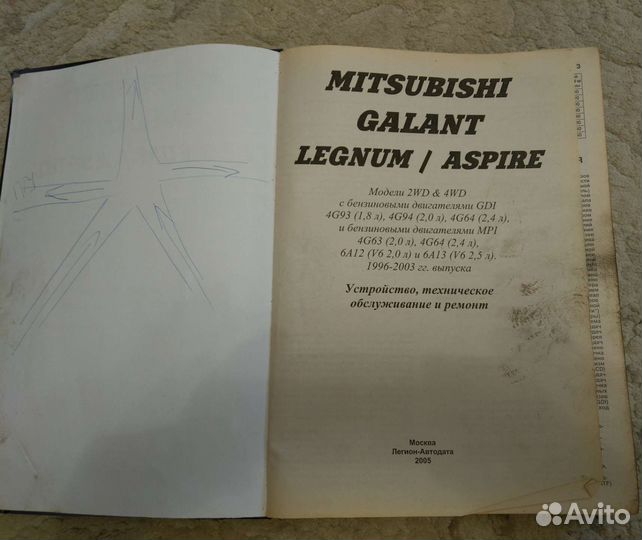 MITSUBISHI
GALANT
LEGNUM / ASPIRE
Модели 2WD & 4WD
с бензиновыми двигателями GDI
4G93 (1,8 л), 4G94 (2,0 л), 4G64 (2,4 л),
и бензиновыми двигателями MPI
4G63 (2,0 л), 4G64 (2,4 л),
6A12 (V6 2,0 л) и 6A13 (V6 2,5 л).
1996-2003 гг. выпуска
Устройство, техническое
обслуживание и ремонт
Москва
Легион-Автодата
2005
3
Avito